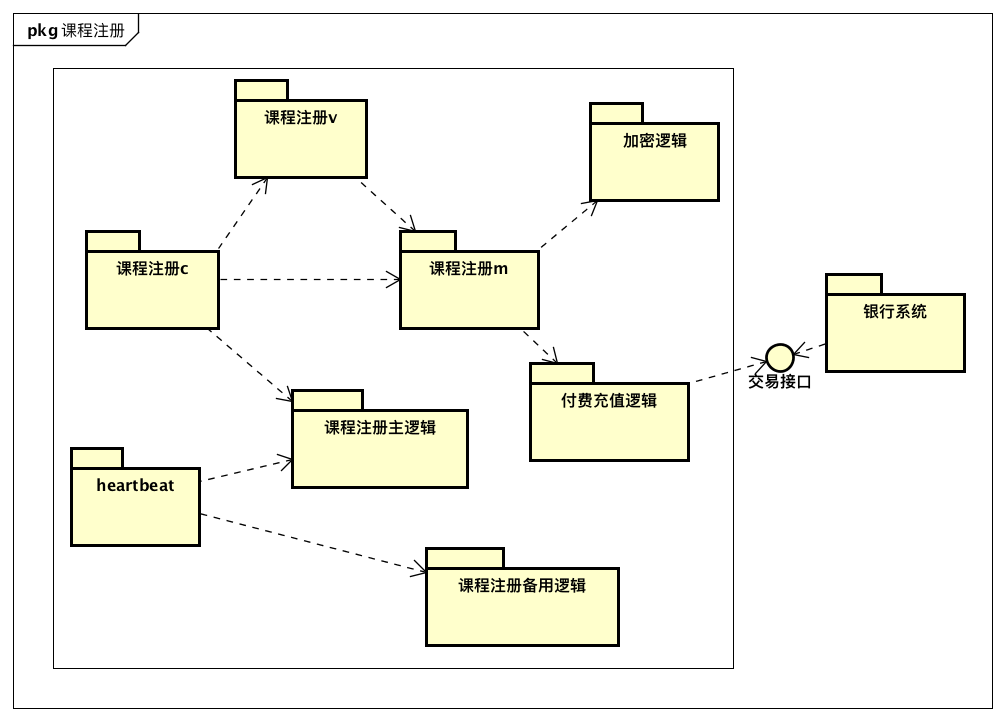 pkg 课程注册
课程注册v
加密逻辑
课程注册c
课程注册m
银行系统
交易接口
付费充值逻辑
课程注册主逻辑
heartbeat
课程注册备用逻辑